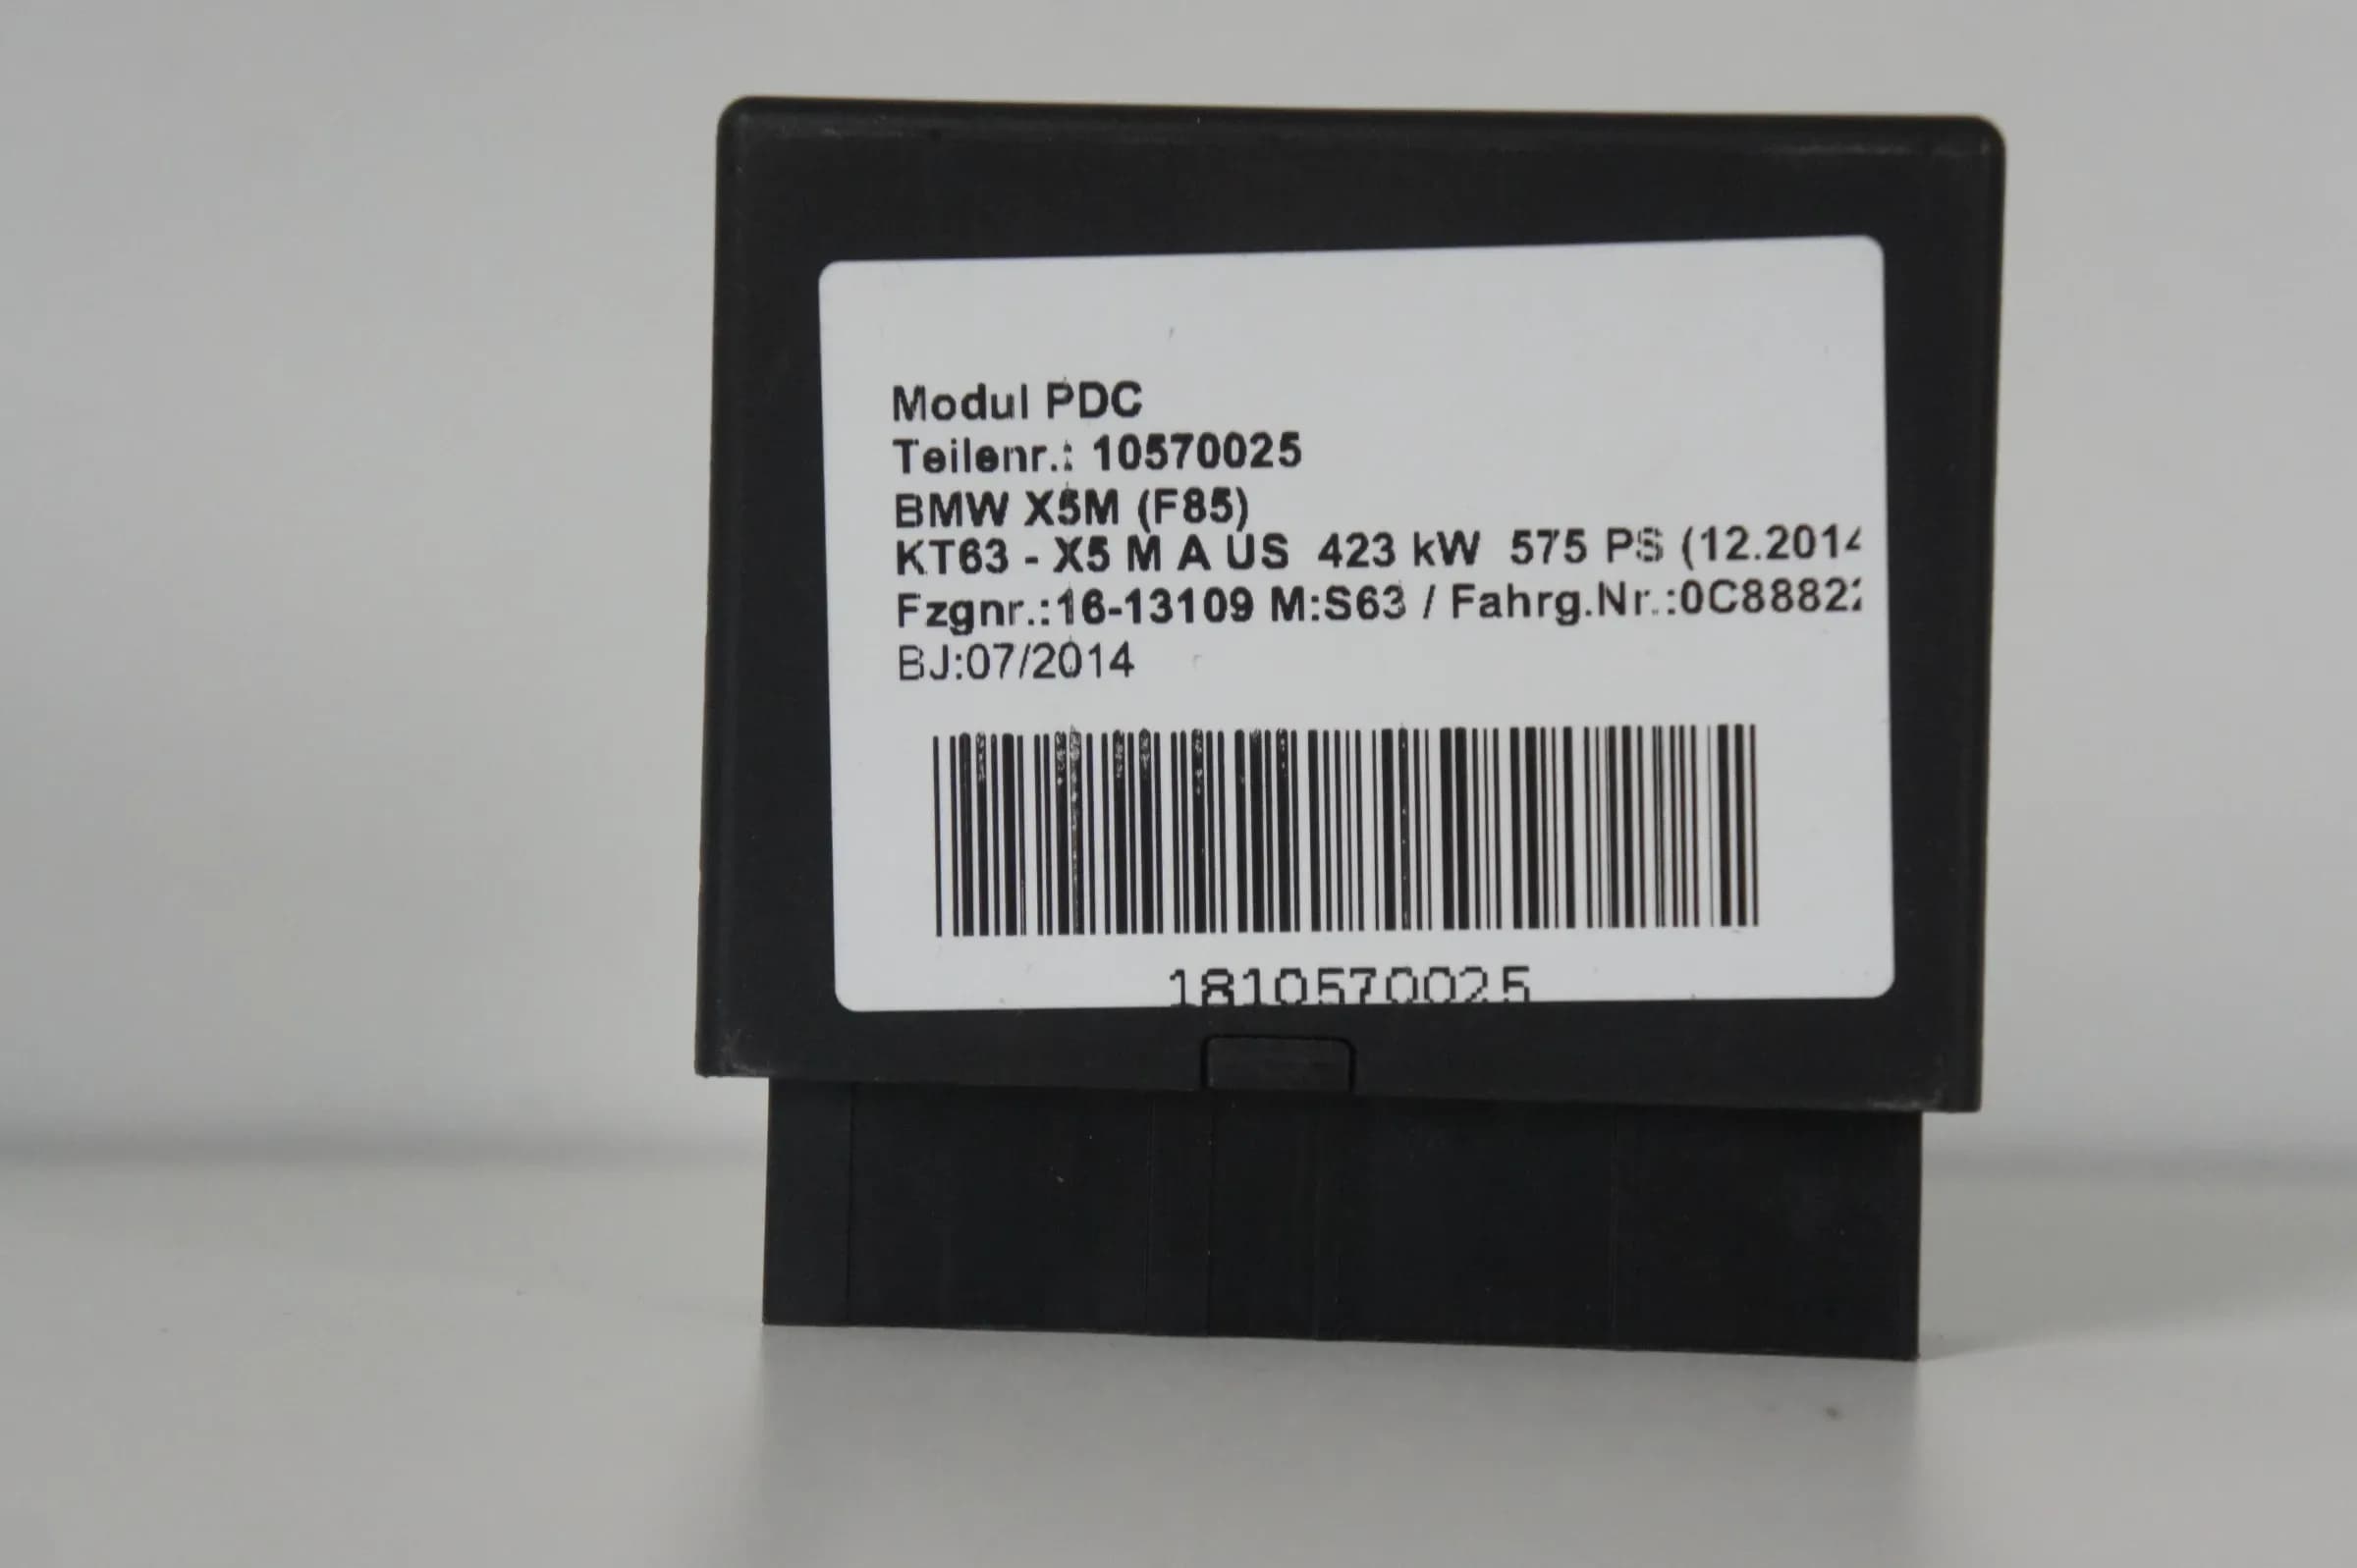 Modul PDC
Teilenr.: 10570025
BMW X5M (F85)
KT63 - X5 M A US 423 kW 575 PS (12.2014
Fzgnr.:16-13109 M:S63 / Fahrg.Nr.:0C88822
BJ:07/2014
1810570025